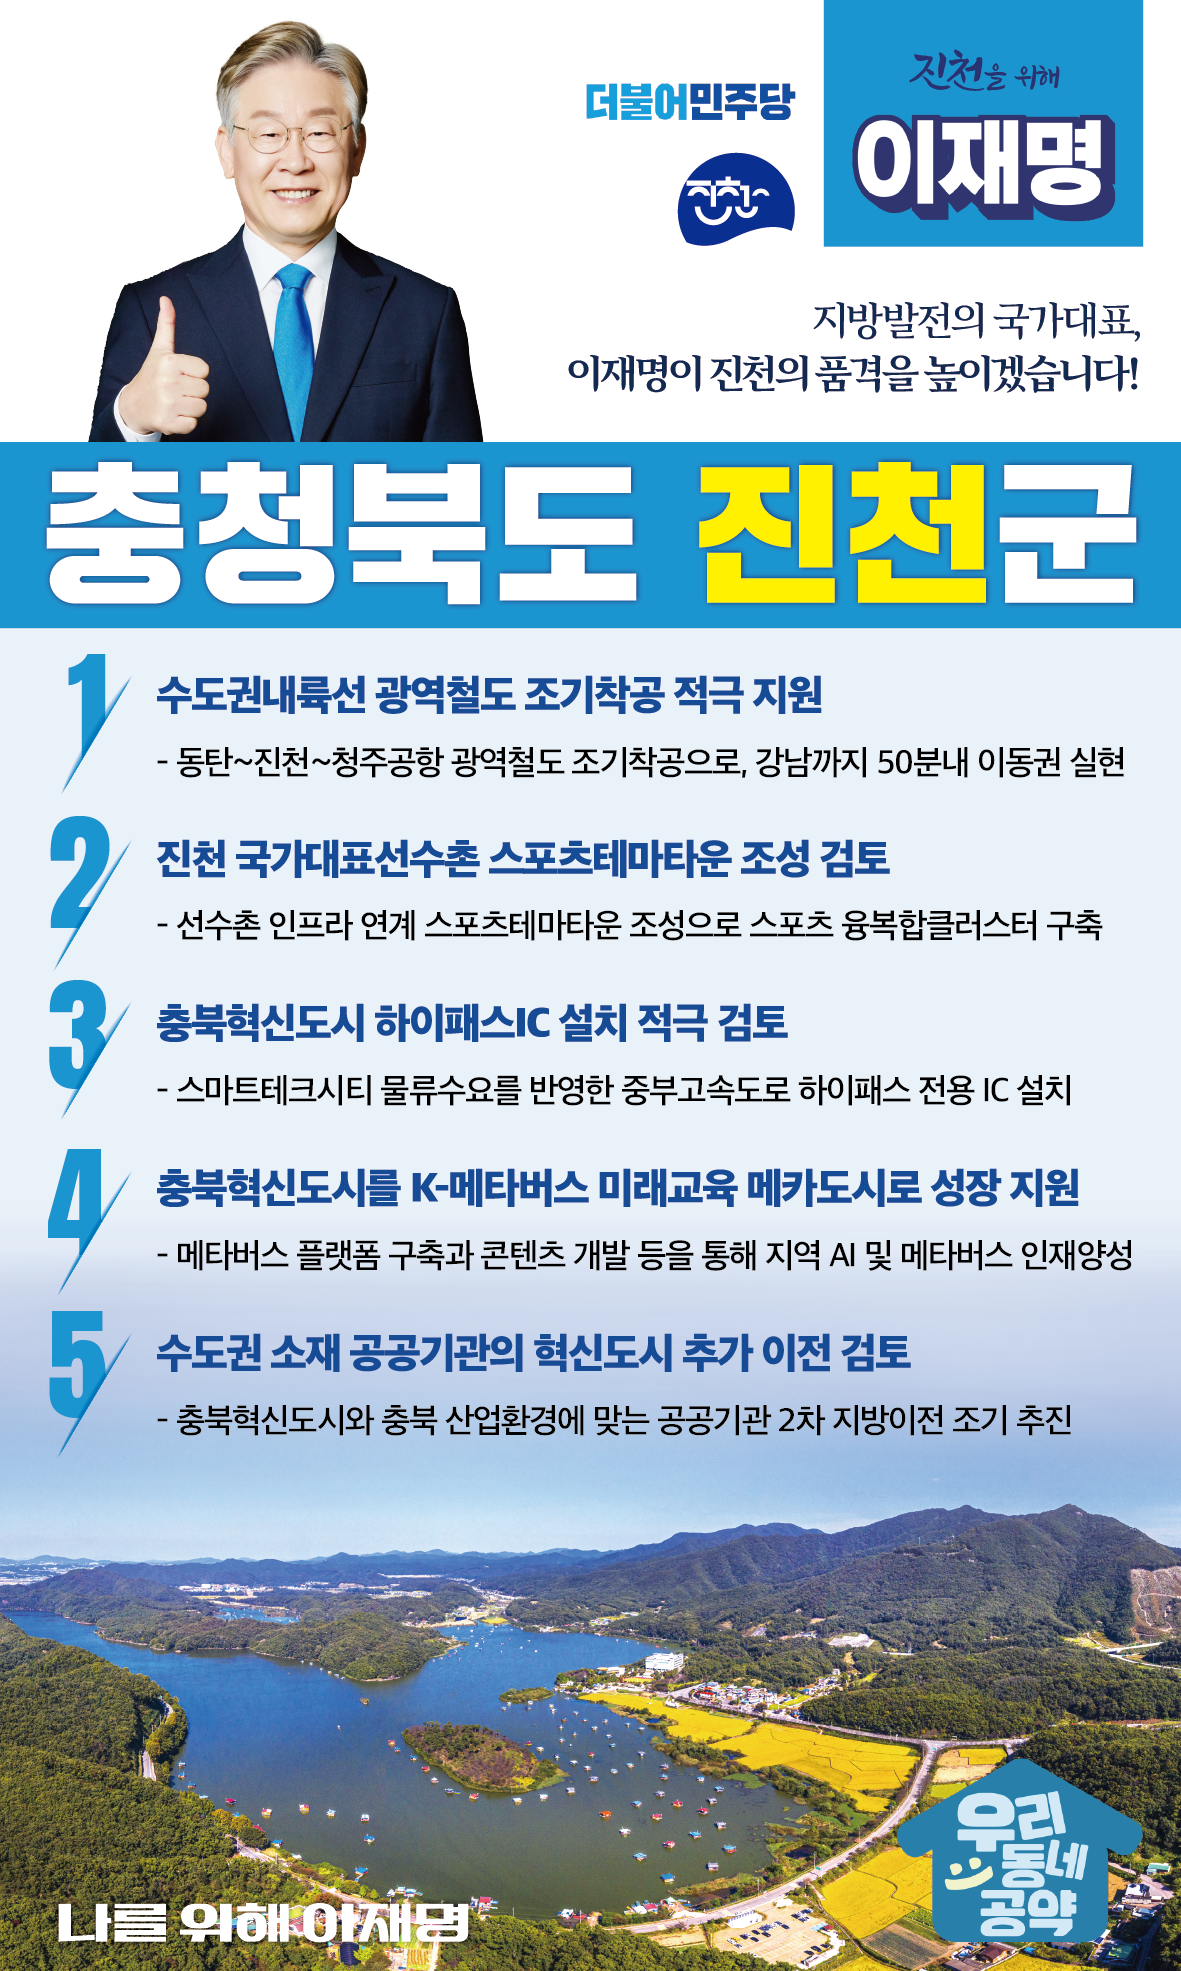 더불어민주당
진천
진천을 위해
이재명
지방발전의 국가대표,
이재명이 진천의 품격을 높이겠습니다!
충청북도 진천군
1
수도권내륙선 광역철도 조기착공 적극 지원
- 동탄~진천~청주공항 광역철도 조기착공으로, 강남까지 50분내 이동권 실현
2
진천 국가대표선수촌 스포츠테마타운 조성 검토
- 선수촌 인프라 연계 스포츠테마타운 조성으로 스포츠 융복합클러스터 구축
3
충북혁신도시 하이패스IC 설치 적극 검토
- 스마트테크시티 물류수요를 반영한 중부고속도로 하이패스 전용 IC 설치
4
충북혁신도시를 K-메타버스 미래교육 메카도시로 성장 지원
- 메타버스 플랫폼 구축과 콘텐츠 개발 등을 통해 지역 AI 및 메타버스 인재양성
5
수도권 소재 공공기관의 혁신도시 추가 이전 검토
- 충북혁신도시와 충북 산업환경에 맞는 공공기관 2차 지방이전 조기 추진
우리
동네
공약
나를 위해 이재명